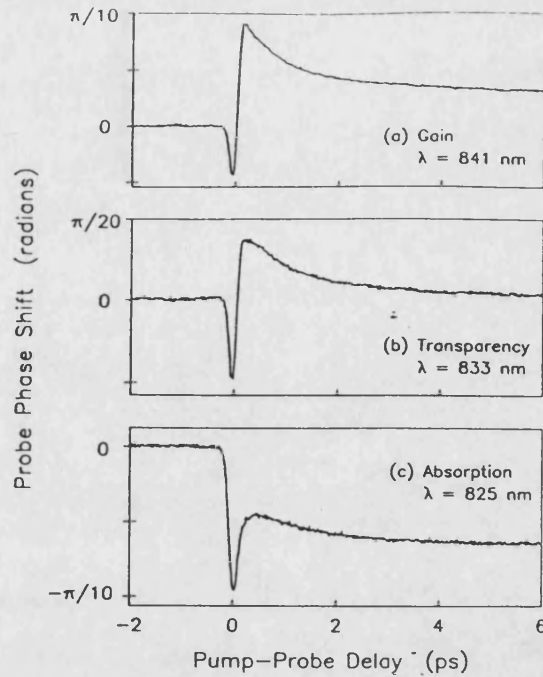 π/10
0
(a) Gain
λ = 841 nm
π/20
0
(b) Transparency
λ = 833 nm
0
(c) Absorption
λ = 825 nm
−π/10
Probe Phase Shift (radians)
−2 0 2 4 6
Pump−Probe Delay (ps)